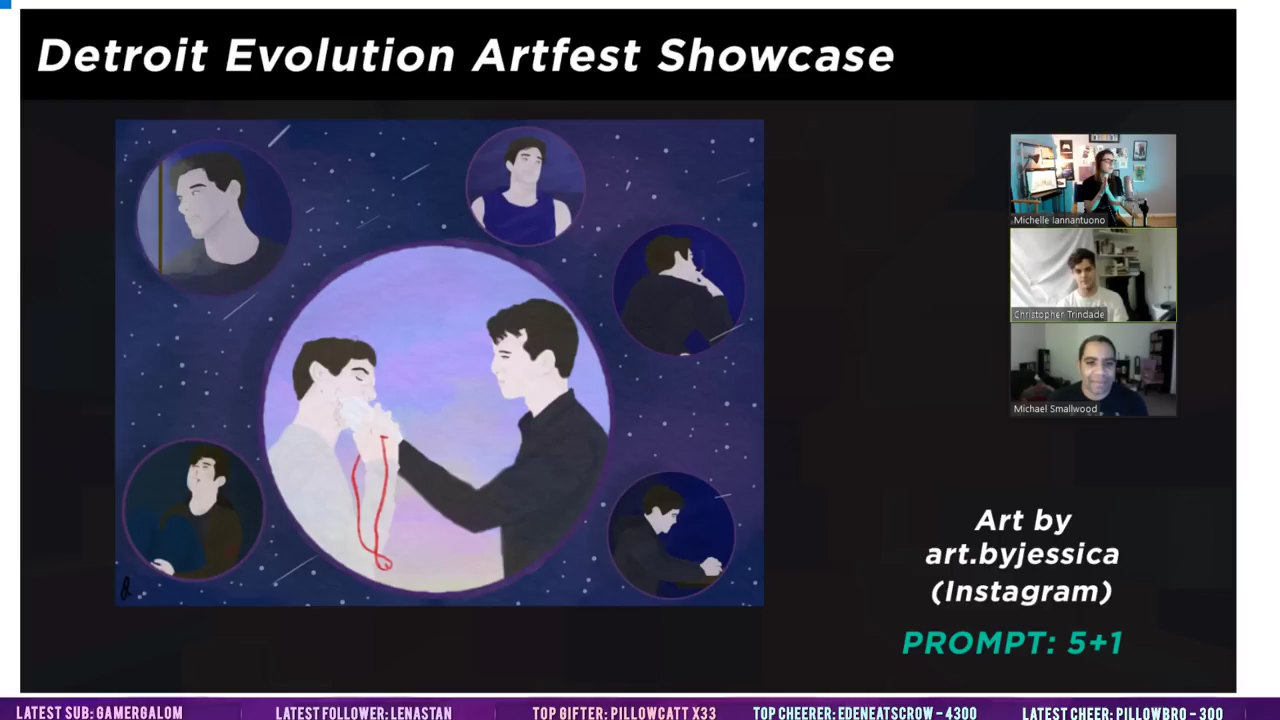 Detroit Evolution Artfest Showcase
Michelle Iannantuono
Christopher Trindade
Michael Smallwood
Art by
art.byjessica
(Instagram)
PROMPT: 5+1
LATEST SUB: GAMERGALOM
LATEST FOLLOWER: LENASTAN
TOP GIFTER: PILLOWCATT X33
TOP CHEERER: EDENEATSCROW - 4300
LATEST CHEER: PILLOWBRO - 300